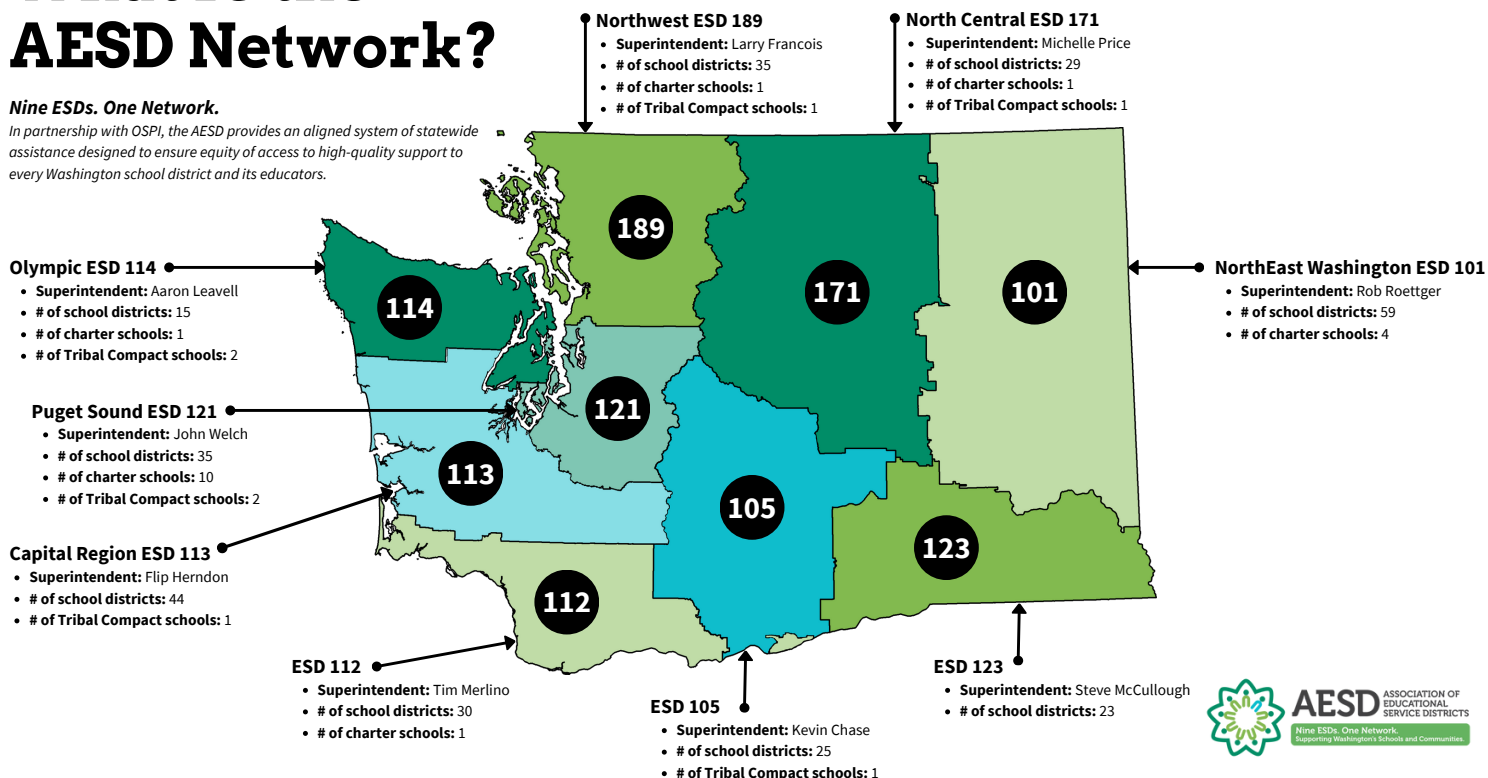 What is the
AESD Network?
Nine ESDs. One Network.
In partnership with OSPI, the AESD provides an aligned system of statewide
assistance designed to ensure equity of access to high-quality support to
every Washington school district and its educators.
Northwest ESD 189
• Superintendent: Larry Francois
• # of school districts: 35
• # of charter schools: 1
• # of Tribal Compact schools: 1
North Central ESD 171
• Superintendent: Michelle Price
• # of school districts: 29
• # of charter schools: 1
• # of Tribal Compact schools: 1
Olympic ESD 114
• Superintendent: Aaron Leavell
• # of school districts: 15
• # of charter schools: 1
• # of Tribal Compact schools: 2
NorthEast Washington ESD 101
• Superintendent: Rob Roettger
• # of school districts: 59
• # of charter schools: 4
Puget Sound ESD 121
• Superintendent: John Welch
• # of school districts: 35
• # of charter schools: 10
• # of Tribal Compact schools: 2
Capital Region ESD 113
• Superintendent: Flip Herndon
• # of school districts: 44
• # of Tribal Compact schools: 1
189
114
171
101
121
113
105
123
112
ESD 112
• Superintendent: Tim Merlino
• # of school districts: 30
• # of charter schools: 1
ESD 105
• Superintendent: Kevin Chase
• # of school districts: 25
• # of Tribal Compact schools: 1
ESD 123
• Superintendent: Steve McCullough
• # of school districts: 23
AESD
ASSOCIATION OF
EDUCATIONAL
SERVICE DISTRICTS
Nine ESDs. One Network.
Supporting Washington's Schools and Communities.